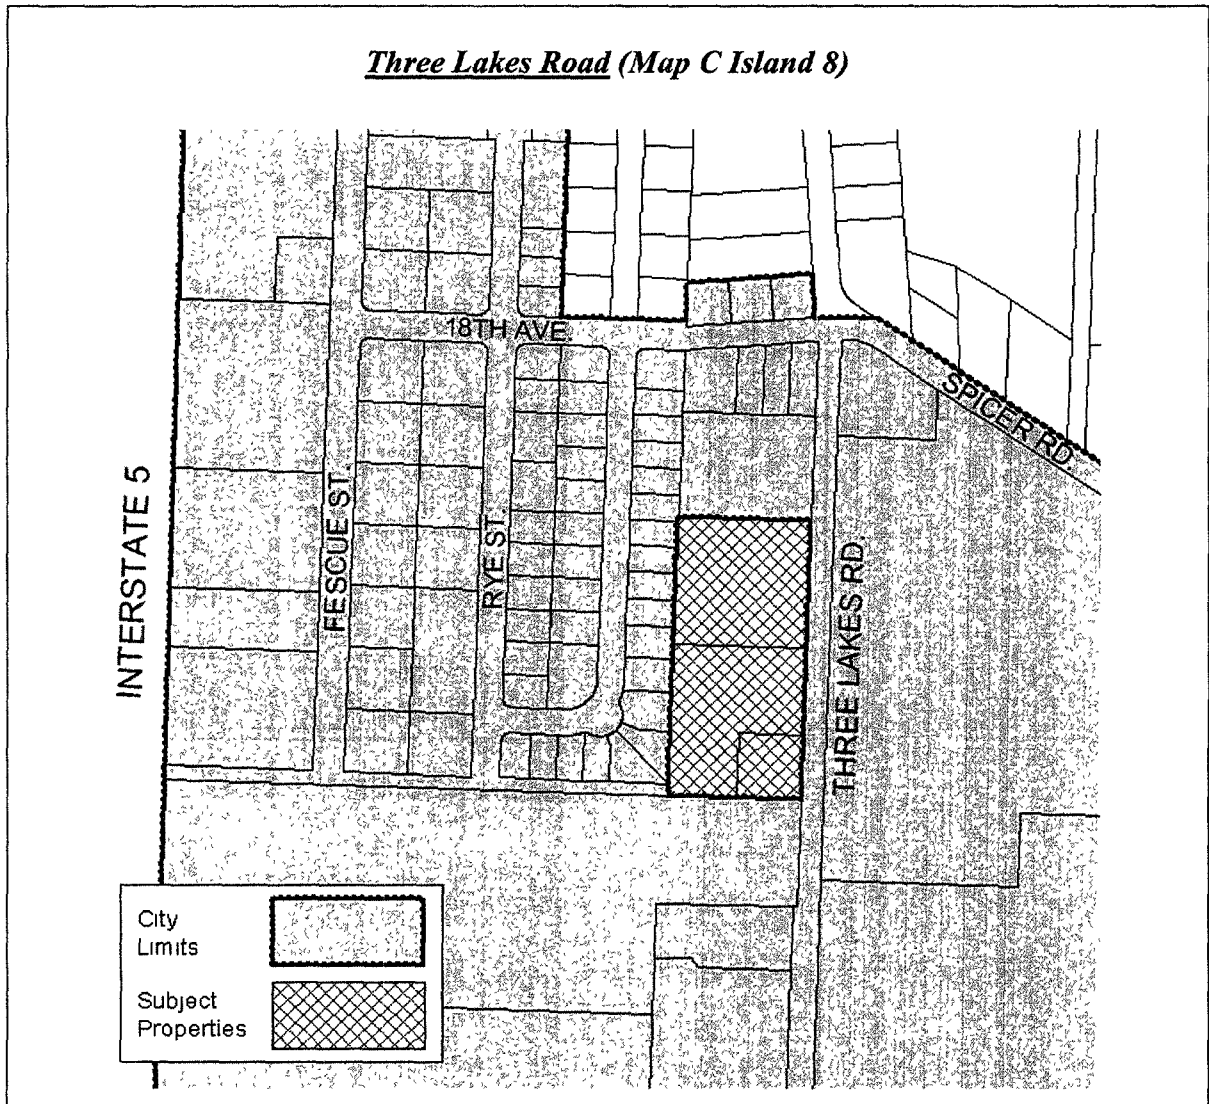 Three Lakes Road (Map C Island 8)
18TH AVE.
SPICER RD.
INTERSTATE 5
FESCUE ST.
RYE ST.
THREE LAKES RD.
City
Limits
Subject
Properties